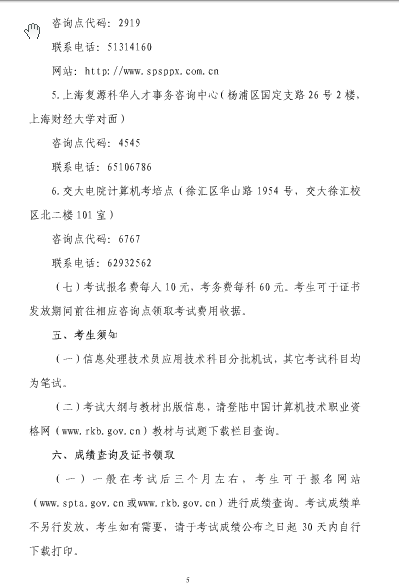 咨询点代码：2919
联系电话：51314160
网站：http://www.spsppx.com.cn
5.上海复源科华人才事务咨询中心（杨浦区国定支路26号2楼，
上海财经大学对面）
咨询点代码：4545
联系电话：65106786
6.交大电院计算机考培点（徐汇区华山路1954号，交大徐汇校
区北二楼101室）
咨询点代码：6767
联系电话：62932562
（七）考试报名费每人10元，考务费每科60元。考生可于证书
发放期间前往相应咨询点领取考试费用收据。
五、考生须知
（一）信息处理技术员应用技术科目分批机试，其它考试科目均
为笔试。
（二）考试大纲与教材出版信息，请登陆中国计算机技术职业资
格网（www.rkb.gov.cn）教材与试题下载栏目查询。
六、成绩查询及证书领取
（一）一般在考试后三个月左右，考生可于报名网站
（www.spta.gov.cn或www.rkb.gov.cn）进行成绩查询。考试成绩单
不另行发放，考生如有需要，请于考试成绩公布之日起30天内自行
下载打印。
5